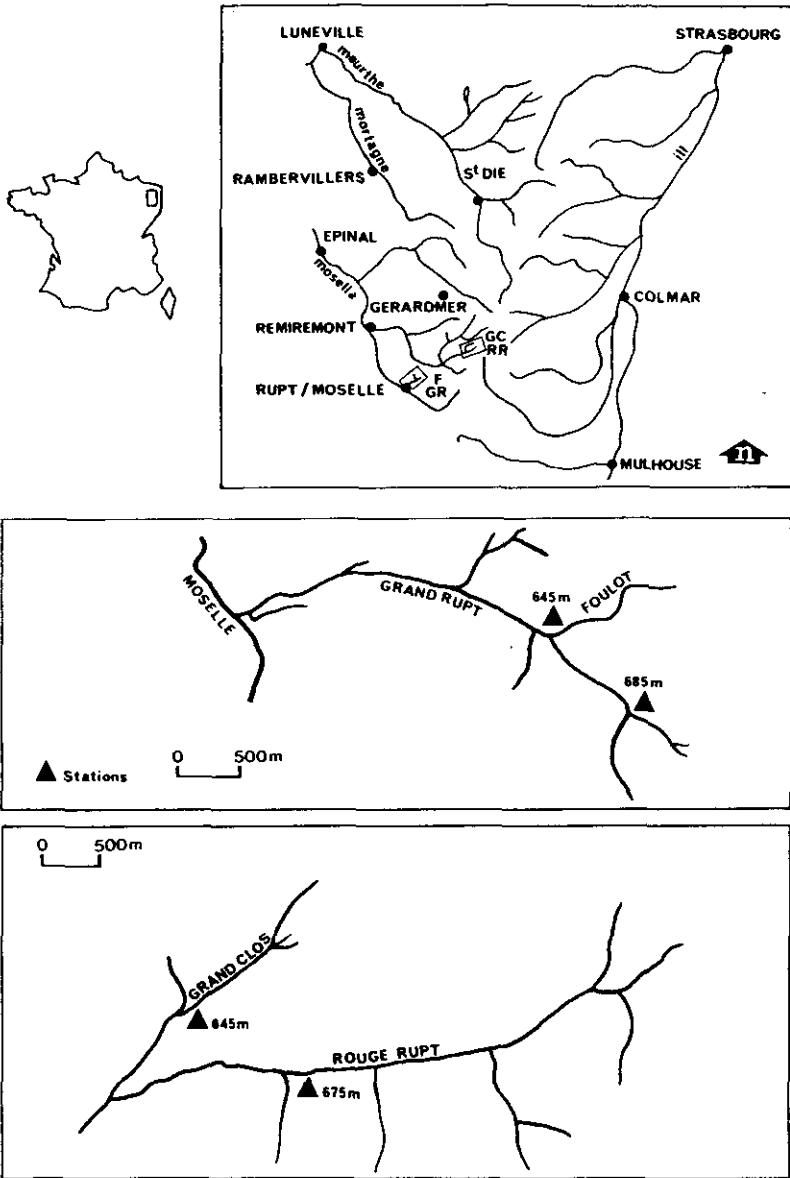 LUNEVILLE
STRASBOURG
meurthe
mortagne
ill
RAMBERVILLERS
St DIE
EPINAL
moselle
GERARDMER
COLMAR
REMIREMONT
GC
RR
F
GR
RUPT / MOSELLE
MULHOUSE
n
MOSELLE
GRAND RUPT
645m
FOULOT
685m
0 500m
Stations
0 500m
GRAND CLOS
645m
ROUGE RUPT
675m